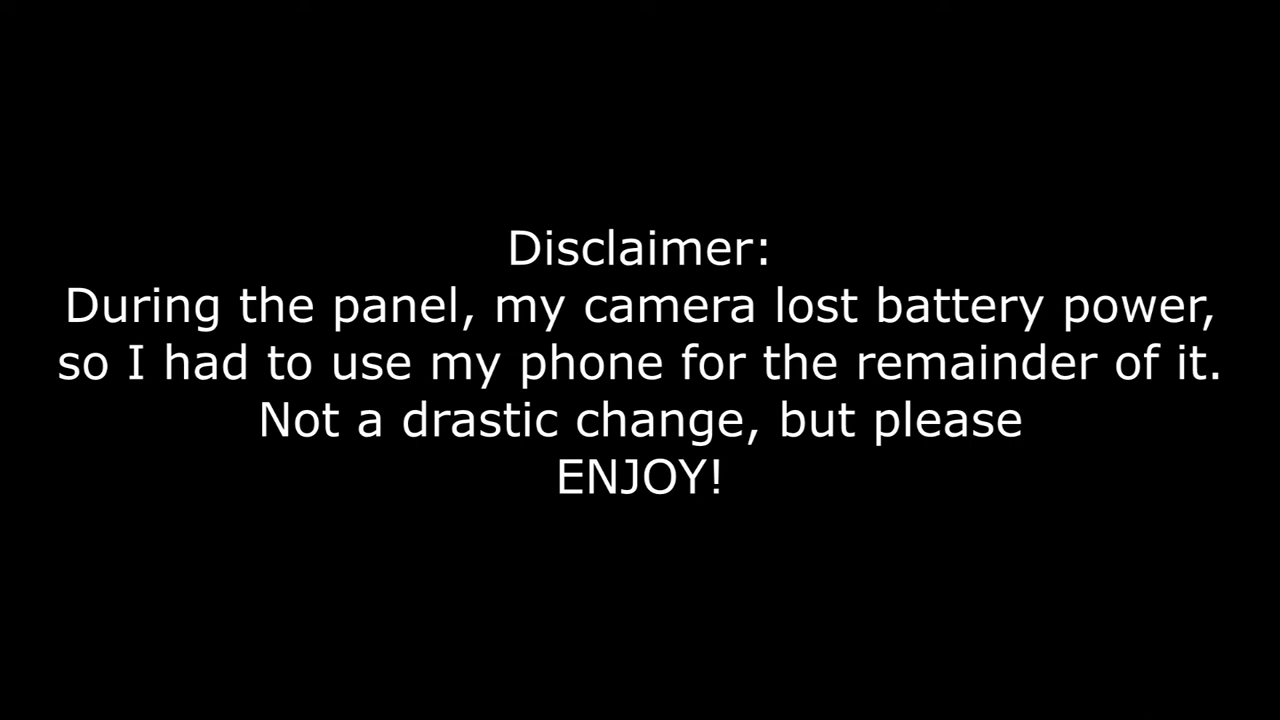 Disclaimer:
During the panel, my camera lost battery power,
so I had to use my phone for the remainder of it.
Not a drastic change, but please
ENJOY!